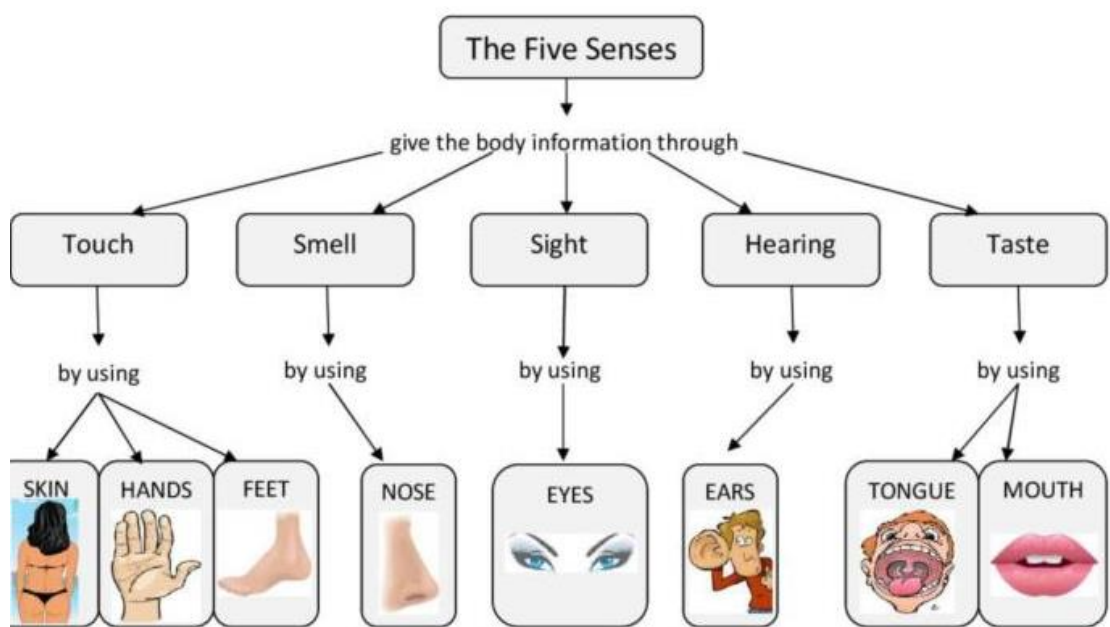 The Five Senses
give the body information through
Touch
Smell
Sight
Hearing
Taste
by using
by using
by using
by using
by using
SKIN
HANDS
FEET
NOSE
EYES
EARS
TONGUE
MOUTH